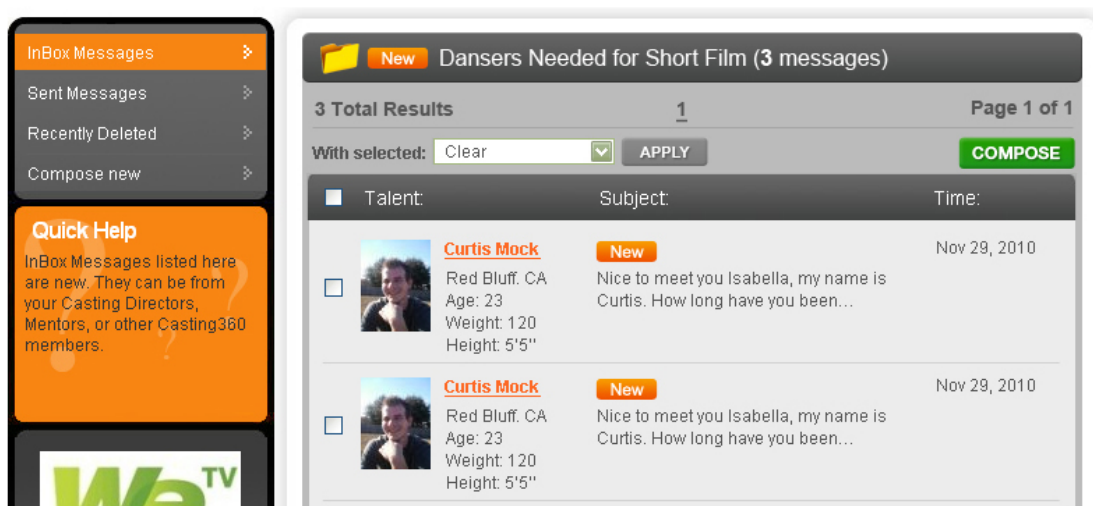 InBox Messages
Sent Messages
Recently Deleted
Compose new
Quick Help
InBox Messages listed here
are new. They can be from
your Casting Directors,
Mentors, or other Casting360
members.
We TV
New Dansers Needed for Short Film (3 messages)
3 Total Results 1 Page 1 of 1
With selected: Clear APPLY COMPOSE
Talent: Subject: Time:
Curtis Mock New Nov 29, 2010
Red Bluff. CA Nice to meet you Isabella, my name is
Age: 23 Curtis. How long have you been...
Weight: 120
Height: 5'5"
Curtis Mock New Nov 29, 2010
Red Bluff. CA Nice to meet you Isabella, my name is
Age: 23 Curtis. How long have you been...
Weight: 120
Height: 5'5"